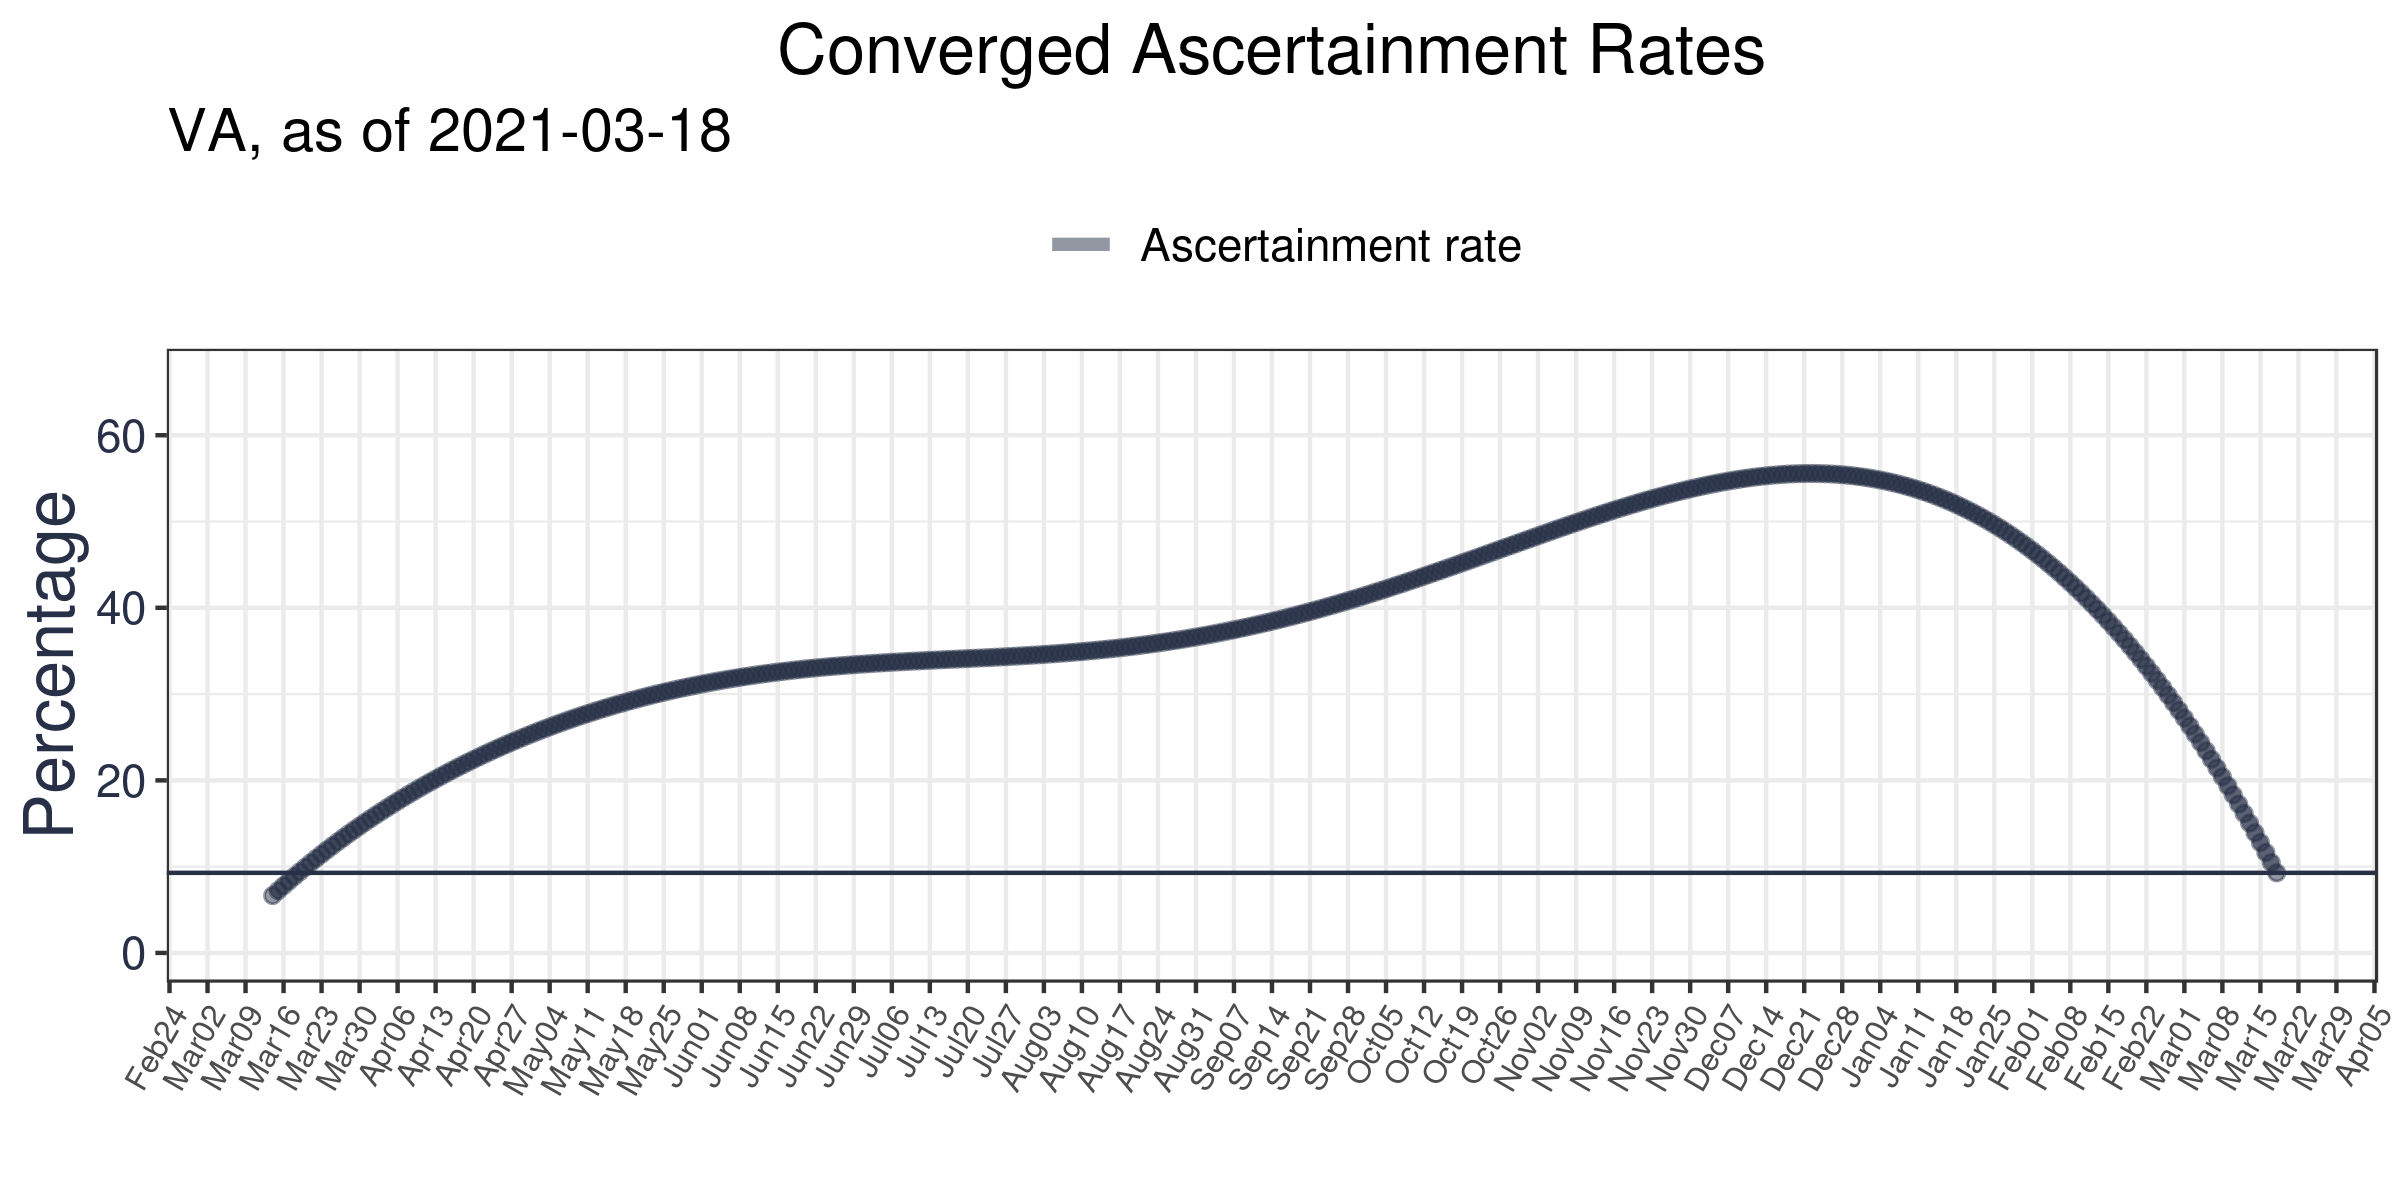 Converged Ascertainment Rates
VA, as of 2021-03-18
Ascertainment rate
Percentage
60
40
20
0
Feb24 Mar02 Mar09 Mar16 Mar23 Mar30 Apr06 Apr13 Apr20 Apr27 May04 May11 May18 May25 Jun01 Jun08 Jun15 Jun22 Jun29 Jul06 Jul13 Jul20 Jul27 Aug03 Aug10 Aug17 Aug24 Aug31 Sep07 Sep14 Sep21 Sep28 Oct05 Oct12 Oct19 Oct26 Nov02 Nov09 Nov16 Nov23 Nov30 Dec07 Dec14 Dec21 Dec28 Jan04 Jan11 Jan18 Jan25 Feb01 Feb08 Feb15 Feb22 Mar01 Mar08 Mar15 Mar22 Mar29 Apr05